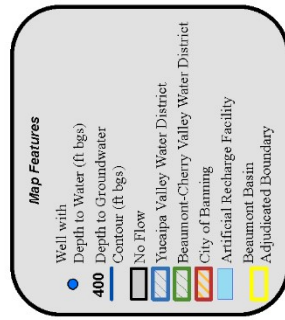 Map Features
Well with
Depth to Water (ft bgs)
400 Depth to Groundwater
Contour (ft bgs)
No Flow
Yucaipa Valley Water District
Beaumont-Cherry Valley Water District
City of Banning
Artificial Recharge Facility
Beaumont Basin
Adjudicated Boundary